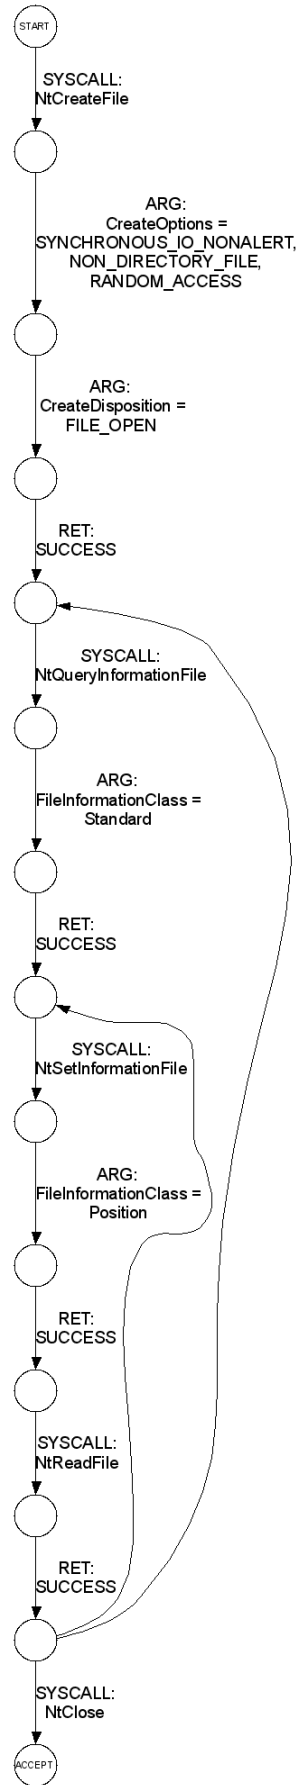 START
SYSCALL:
NtCreateFile
ARG:
CreateOptions =
SYNCHRONOUS_IO_NONALERT,
NON_DIRECTORY_FILE,
RANDOM_ACCESS
ARG:
CreateDisposition =
FILE_OPEN
RET:
SUCCESS
SYSCALL:
NtQueryInformationFile
ARG:
FileInformationClass =
Standard
RET:
SUCCESS
SYSCALL:
NtSetInformationFile
ARG:
FileInformationClass =
Position
RET:
SUCCESS
SYSCALL:
NtReadFile
RET:
SUCCESS
SYSCALL:
NtClose
ACCEPT